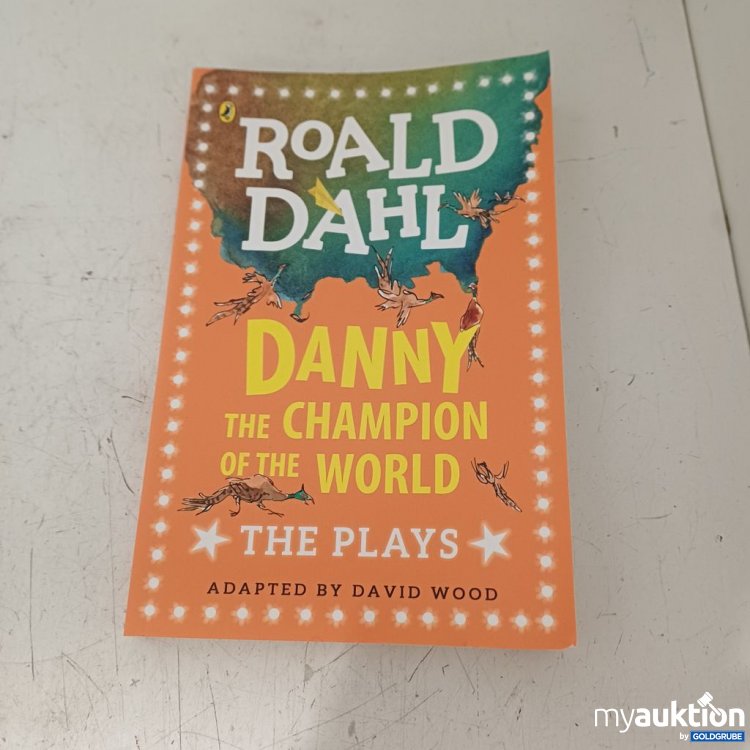 ROALD
DAHL
DANNY
THE CHAMPION
OF THE WORLD
THE PLAYS
ADAPTED BY DAVID WOOD
myauktion
by GOLDGRUBE